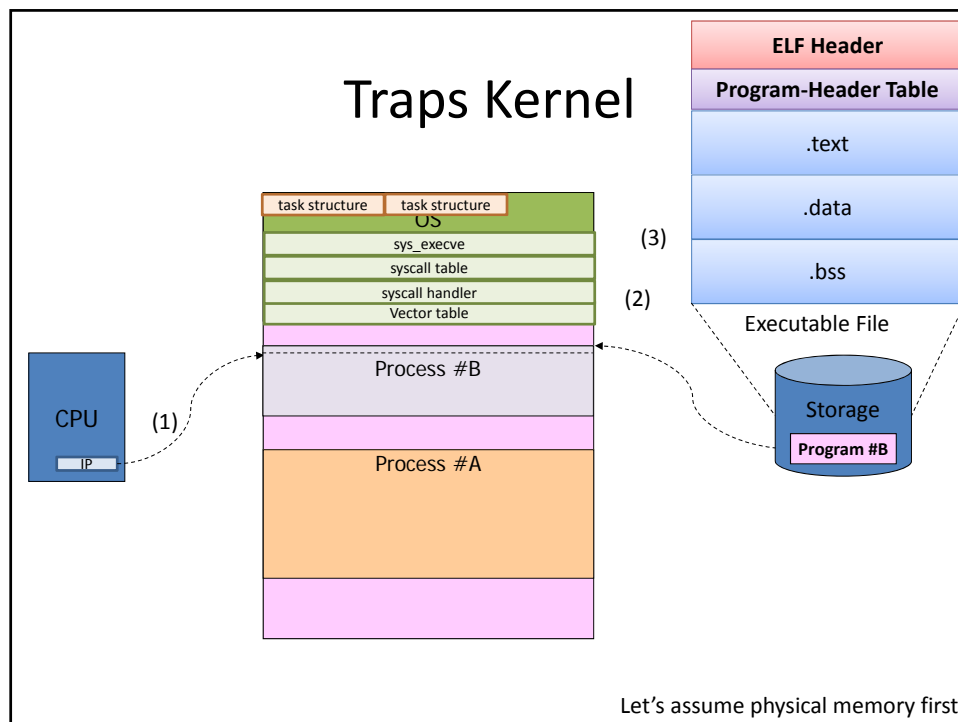 Traps Kernel
ELF Header
Program-Header Table
.text
.data
.bss
Executable File
task structure
task structure
OS
sys_execve
syscall table
syscall handler
Vector table
(3)
(2)
Process #B
CPU
IP
(1)
Process #A
Storage
Program #B
Let’s assume physical memory first